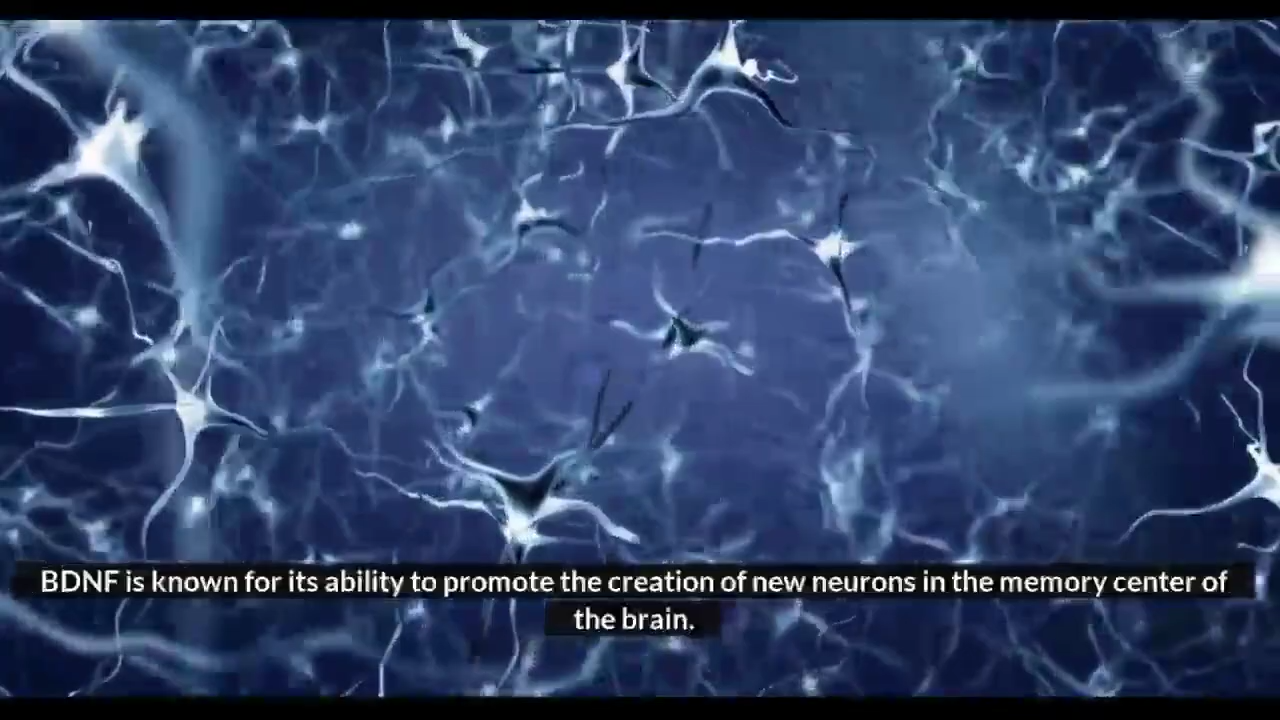 BDNF is known for its ability to promote the creation of new neurons in the memory center of
the brain.